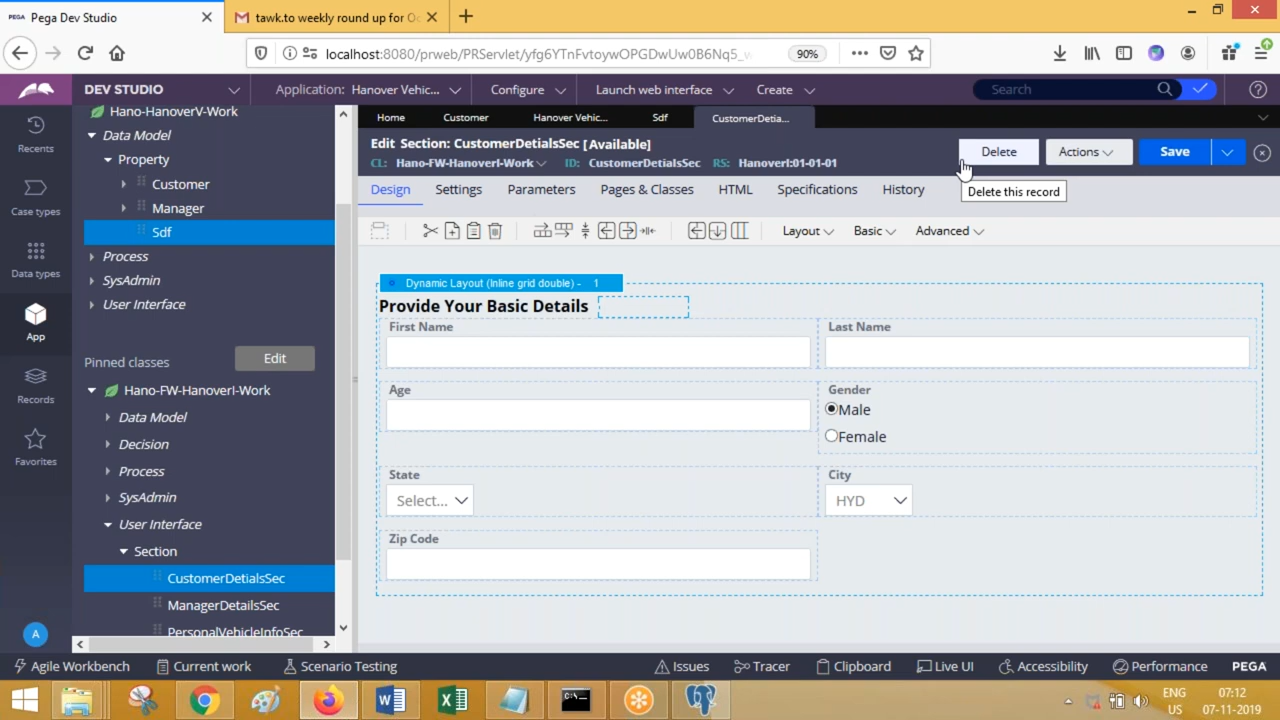 PEGA Pega Dev Studio
tawk.to weekly round up for Oc
localhost:8080/prweb/PRServlet/yfg6YTnFvtoywOPGDwUw0B6Nq5_w
90%
DEV STUDIO
Application: Hanover Vehic...
Configure
Launch web interface
Create
Search
Recents
Case types
Data types
App
Records
Favorites
A
Hano-HanoverV-Work
Data Model
Property
Customer
Manager
Sdf
Process
SysAdmin
User Interface
Pinned classes
Edit
Hano-FW-HanoverI-Work
Data Model
Decision
Process
SysAdmin
User Interface
Section
CustomerDetialsSec
ManagerDetailsSec
PersonalVehicleInfoSec
Home
Customer
Hanover Vehic...
Sdf
CustomerDetia...
Edit Section: CustomerDetialsSec [Available]
CL: Hano-FW-HanoverI-Work ID: CustomerDetialsSec RS: HanoverI:01-01-01
Delete
Actions
Save
Delete this record
Design
Settings
Parameters
Pages & Classes
HTML
Specifications
History
Layout
Basic
Advanced
Dynamic Layout (Inline grid double) - 1
Provide Your Basic Details
First Name
Last Name
Age
Gender
Male
Female
State
City
Select...
HYD
Zip Code
Agile Workbench
Current work
Scenario Testing
Issues
Tracer
Clipboard
Live UI
Accessibility
Performance
PEGA
ENG
US
07:12
07-11-2019